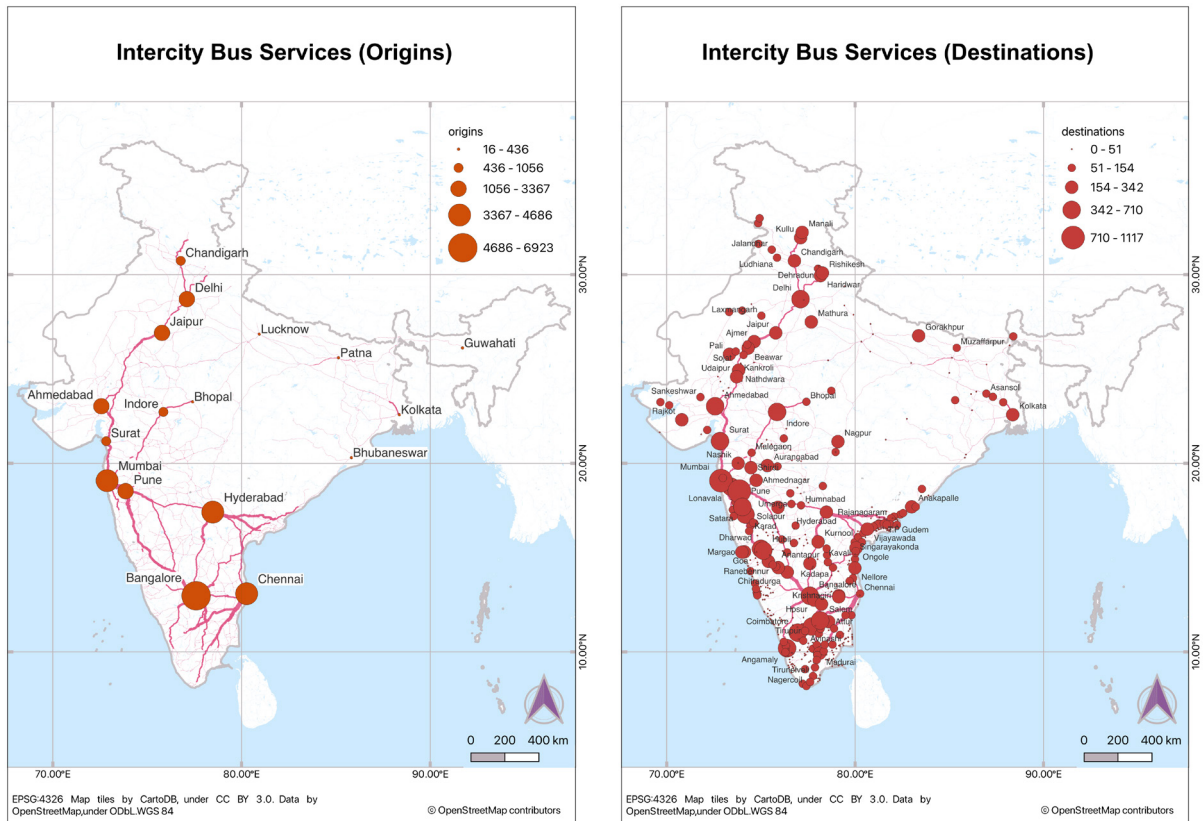 Intercity Bus Services (Origins)
origins
16 - 436
436 - 1056
1056 - 3367
3367 - 4686
4686 - 6923
Chandigarh
Delhi
Jaipur
Lucknow
Patna
Guwahati
Ahmedabad
Indore
Bhopal
Kolkata
Surat
Bhubaneswar
Mumbai
Pune
Hyderabad
Bangalore
Chennai
30.00°N
20.00°N
10.00°N
0 200 400 km
70.00°E 80.00°E 90.00°E
EPSG:4326 Map tiles by CartoDB, under CC BY 3.0. Data by
OpenStreetMap,under ODbL.WGS 84
© OpenStreetMap contributors
Intercity Bus Services (Destinations)
destinations
0 - 51
51 - 154
154 - 342
342 - 710
710 - 1117
Manali
Kullu
Jalandhar
Chandigarh
Ludhiana
Rishikesh
Dehradun
Haridwar
Delhi
Laxmangarh
Mathura
Jaipur
Ajmer
Gorakhpur
Muzaffarpur
Pali
Sojat
Beawar
Udaipur
Kankroli
Nathdwara
Sankeshwar
Ahmedabad
Bhopal
Asansol
Rajkot
Kolkata
Indore
Surat
Nagpur
Melegaon
Nashik
Aurangabad
Mumbai
Ahmednagar
Pune
Lonavala
Humnabad
Anakapalle
Satara
Solapur
Rajanagaram
Karad
Hyderabad
Gudem
Dharwad
Kurnool
Vijayawada
Singarayakonda
Margao
Goa
Anantapur
Kavali
Ongole
Ranebennur
Kadapa
Nellore
Chitradurga
Bangalore
Chennai
Krishnagiri
Hosur
Salem
Coimbatore
Attur
Tirupur
Avinashi
Angamaly
Madurai
Tirunelveli
Nagercoil
30.00°N
20.00°N
10.00°N
0 200 400 km
70.00°E 80.00°E 90.00°E
EPSG:4326 Map tiles by CartoDB, under CC BY 3.0. Data by
OpenStreetMap,under ODbL.WGS 84
© OpenStreetMap contributors